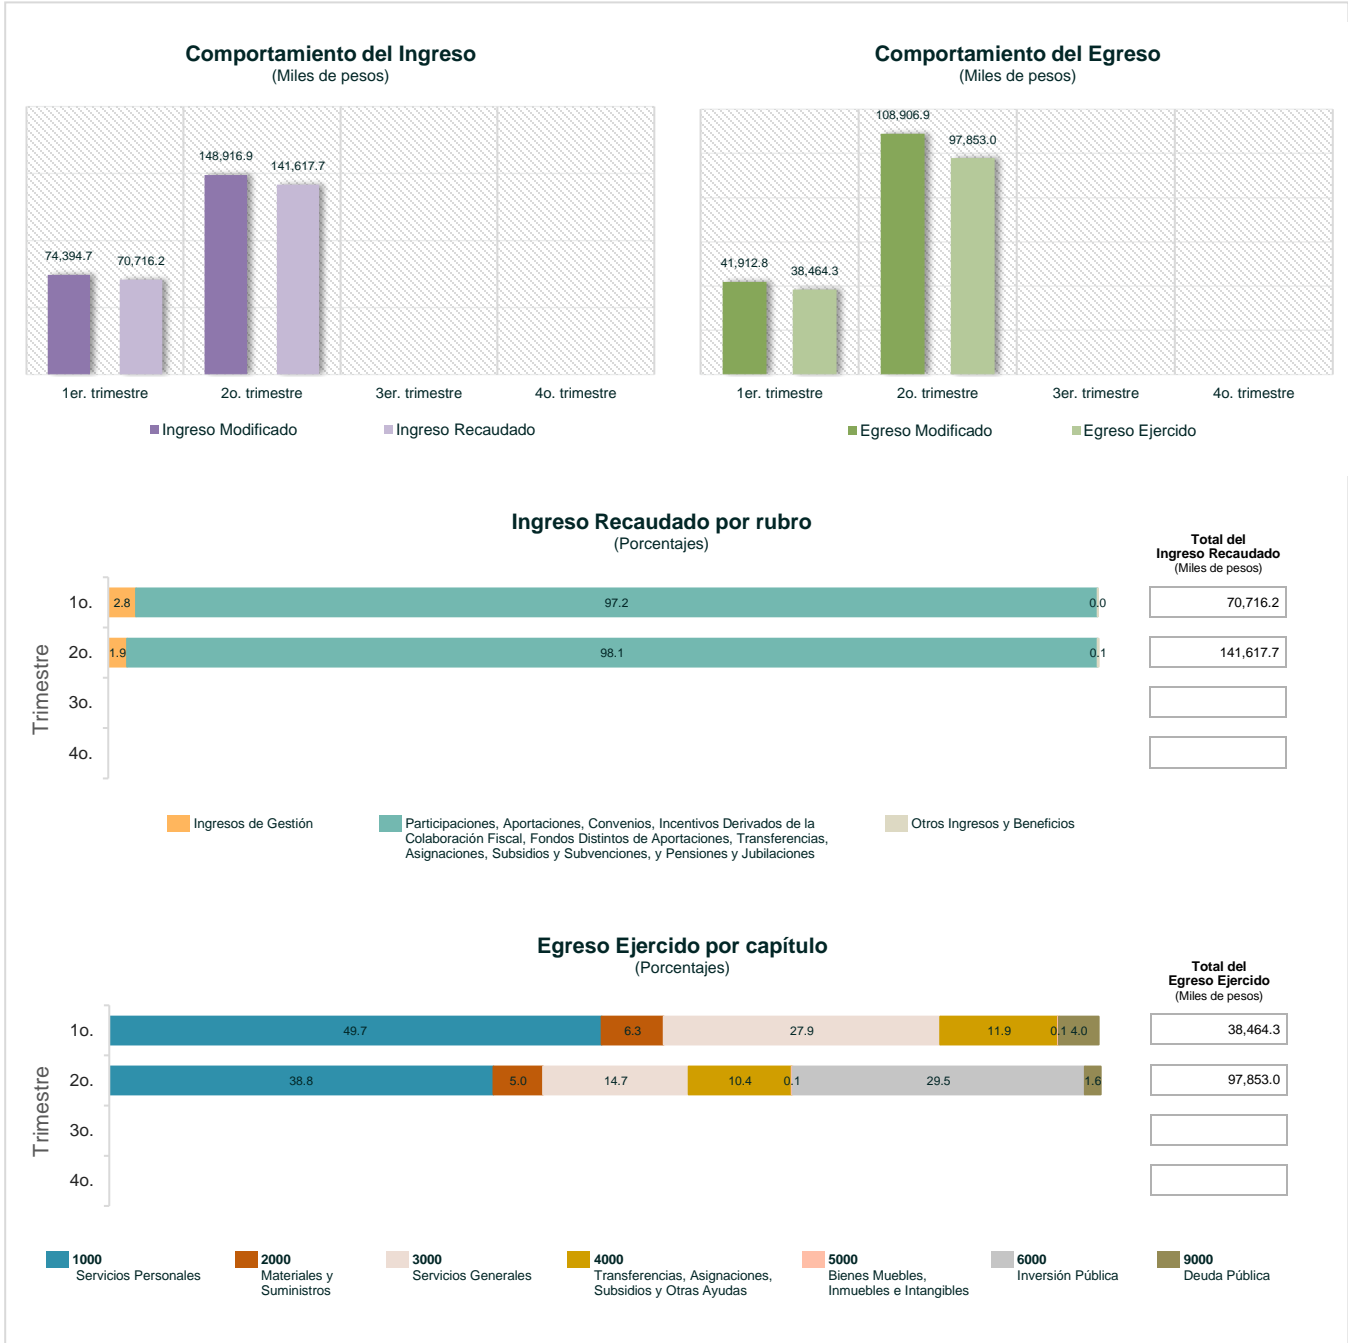 Comportamiento del Ingreso
(Miles de pesos)
148,916.9
141,617.7
74,394.7
70,716.2
1er. trimestre
2o. trimestre
3er. trimestre
4o. trimestre
Ingreso Modificado
Ingreso Recaudado
Comportamiento del Egreso
(Miles de pesos)
108,906.9
97,853.0
41,912.8
38,464.3
1er. trimestre
2o. trimestre
3er. trimestre
4o. trimestre
Egreso Modificado
Egreso Ejercido
Ingreso Recaudado por rubro
(Porcentajes)
Total del
Ingreso Recaudado
(Miles de pesos)
Trimestre
1o.
2.8
97.2
0.0
70,716.2
2o.
1.9
98.1
0.1
141,617.7
3o.
4o.
Ingresos de Gestión
Participaciones, Aportaciones, Convenios, Incentivos Derivados de la
Colaboración Fiscal, Fondos Distintos de Aportaciones, Transferencias,
Asignaciones, Subsidios y Subvenciones, y Pensiones y Jubilaciones
Otros Ingresos y Beneficios
Egreso Ejercido por capítulo
(Porcentajes)
Total del
Egreso Ejercido
(Miles de pesos)
Trimestre
1o.
49.7
6.3
27.9
11.9
0.1
4.0
38,464.3
2o.
38.8
5.0
14.7
10.4
0.1
29.5
1.6
97,853.0
3o.
4o.
1000
Servicios Personales
2000
Materiales y
Suministros
3000
Servicios Generales
4000
Transferencias, Asignaciones,
Subsidios y Otras Ayudas
5000
Bienes Muebles,
Inmuebles e Intangibles
6000
Inversión Pública
9000
Deuda Pública